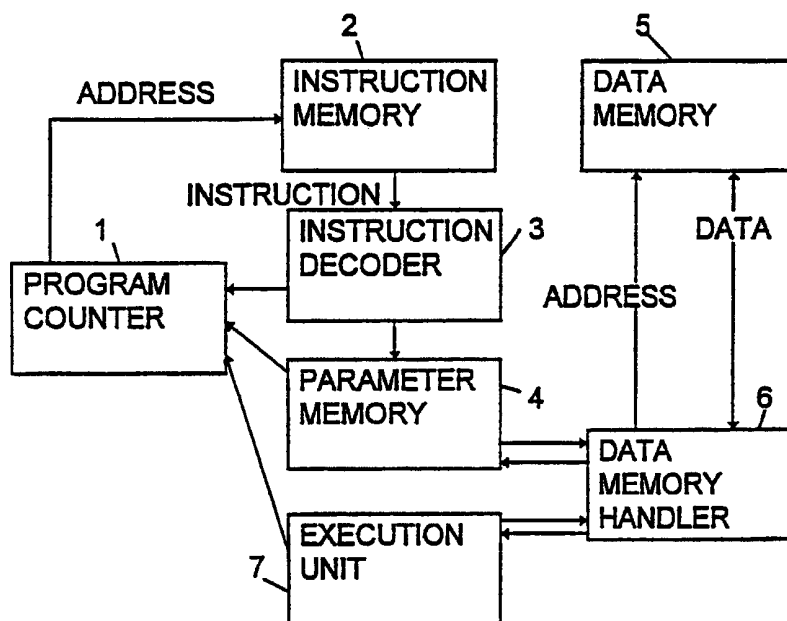 2
5
INSTRUCTION
MEMORY
DATA
MEMORY
ADDRESS
INSTRUCTION
1
INSTRUCTION
DECODER
3
DATA
PROGRAM
COUNTER
ADDRESS
PARAMETER
MEMORY
4
6
DATA
MEMORY
HANDLER
EXECUTION
UNIT
7